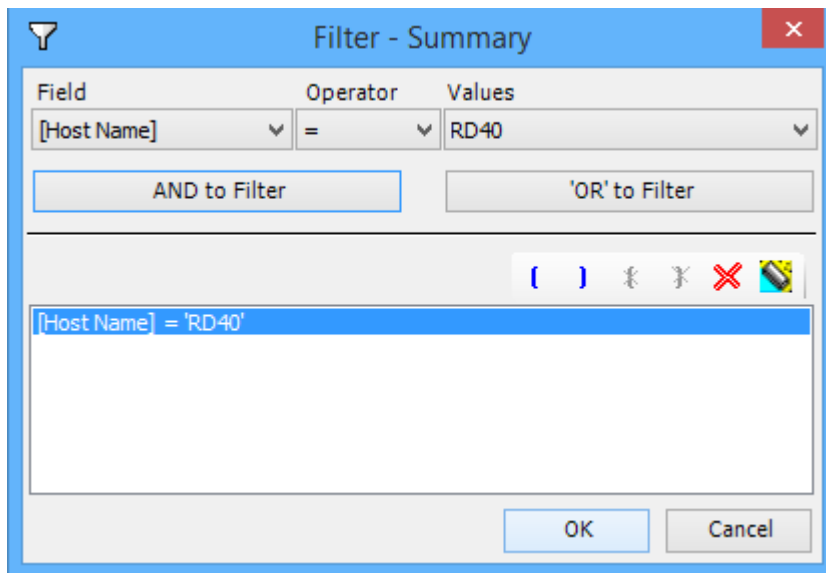 Filter - Summary
Field Operator Values
[Host Name] = RD40
AND to Filter 'OR' to Filter
( )
[Host Name] = 'RD40'
OK Cancel